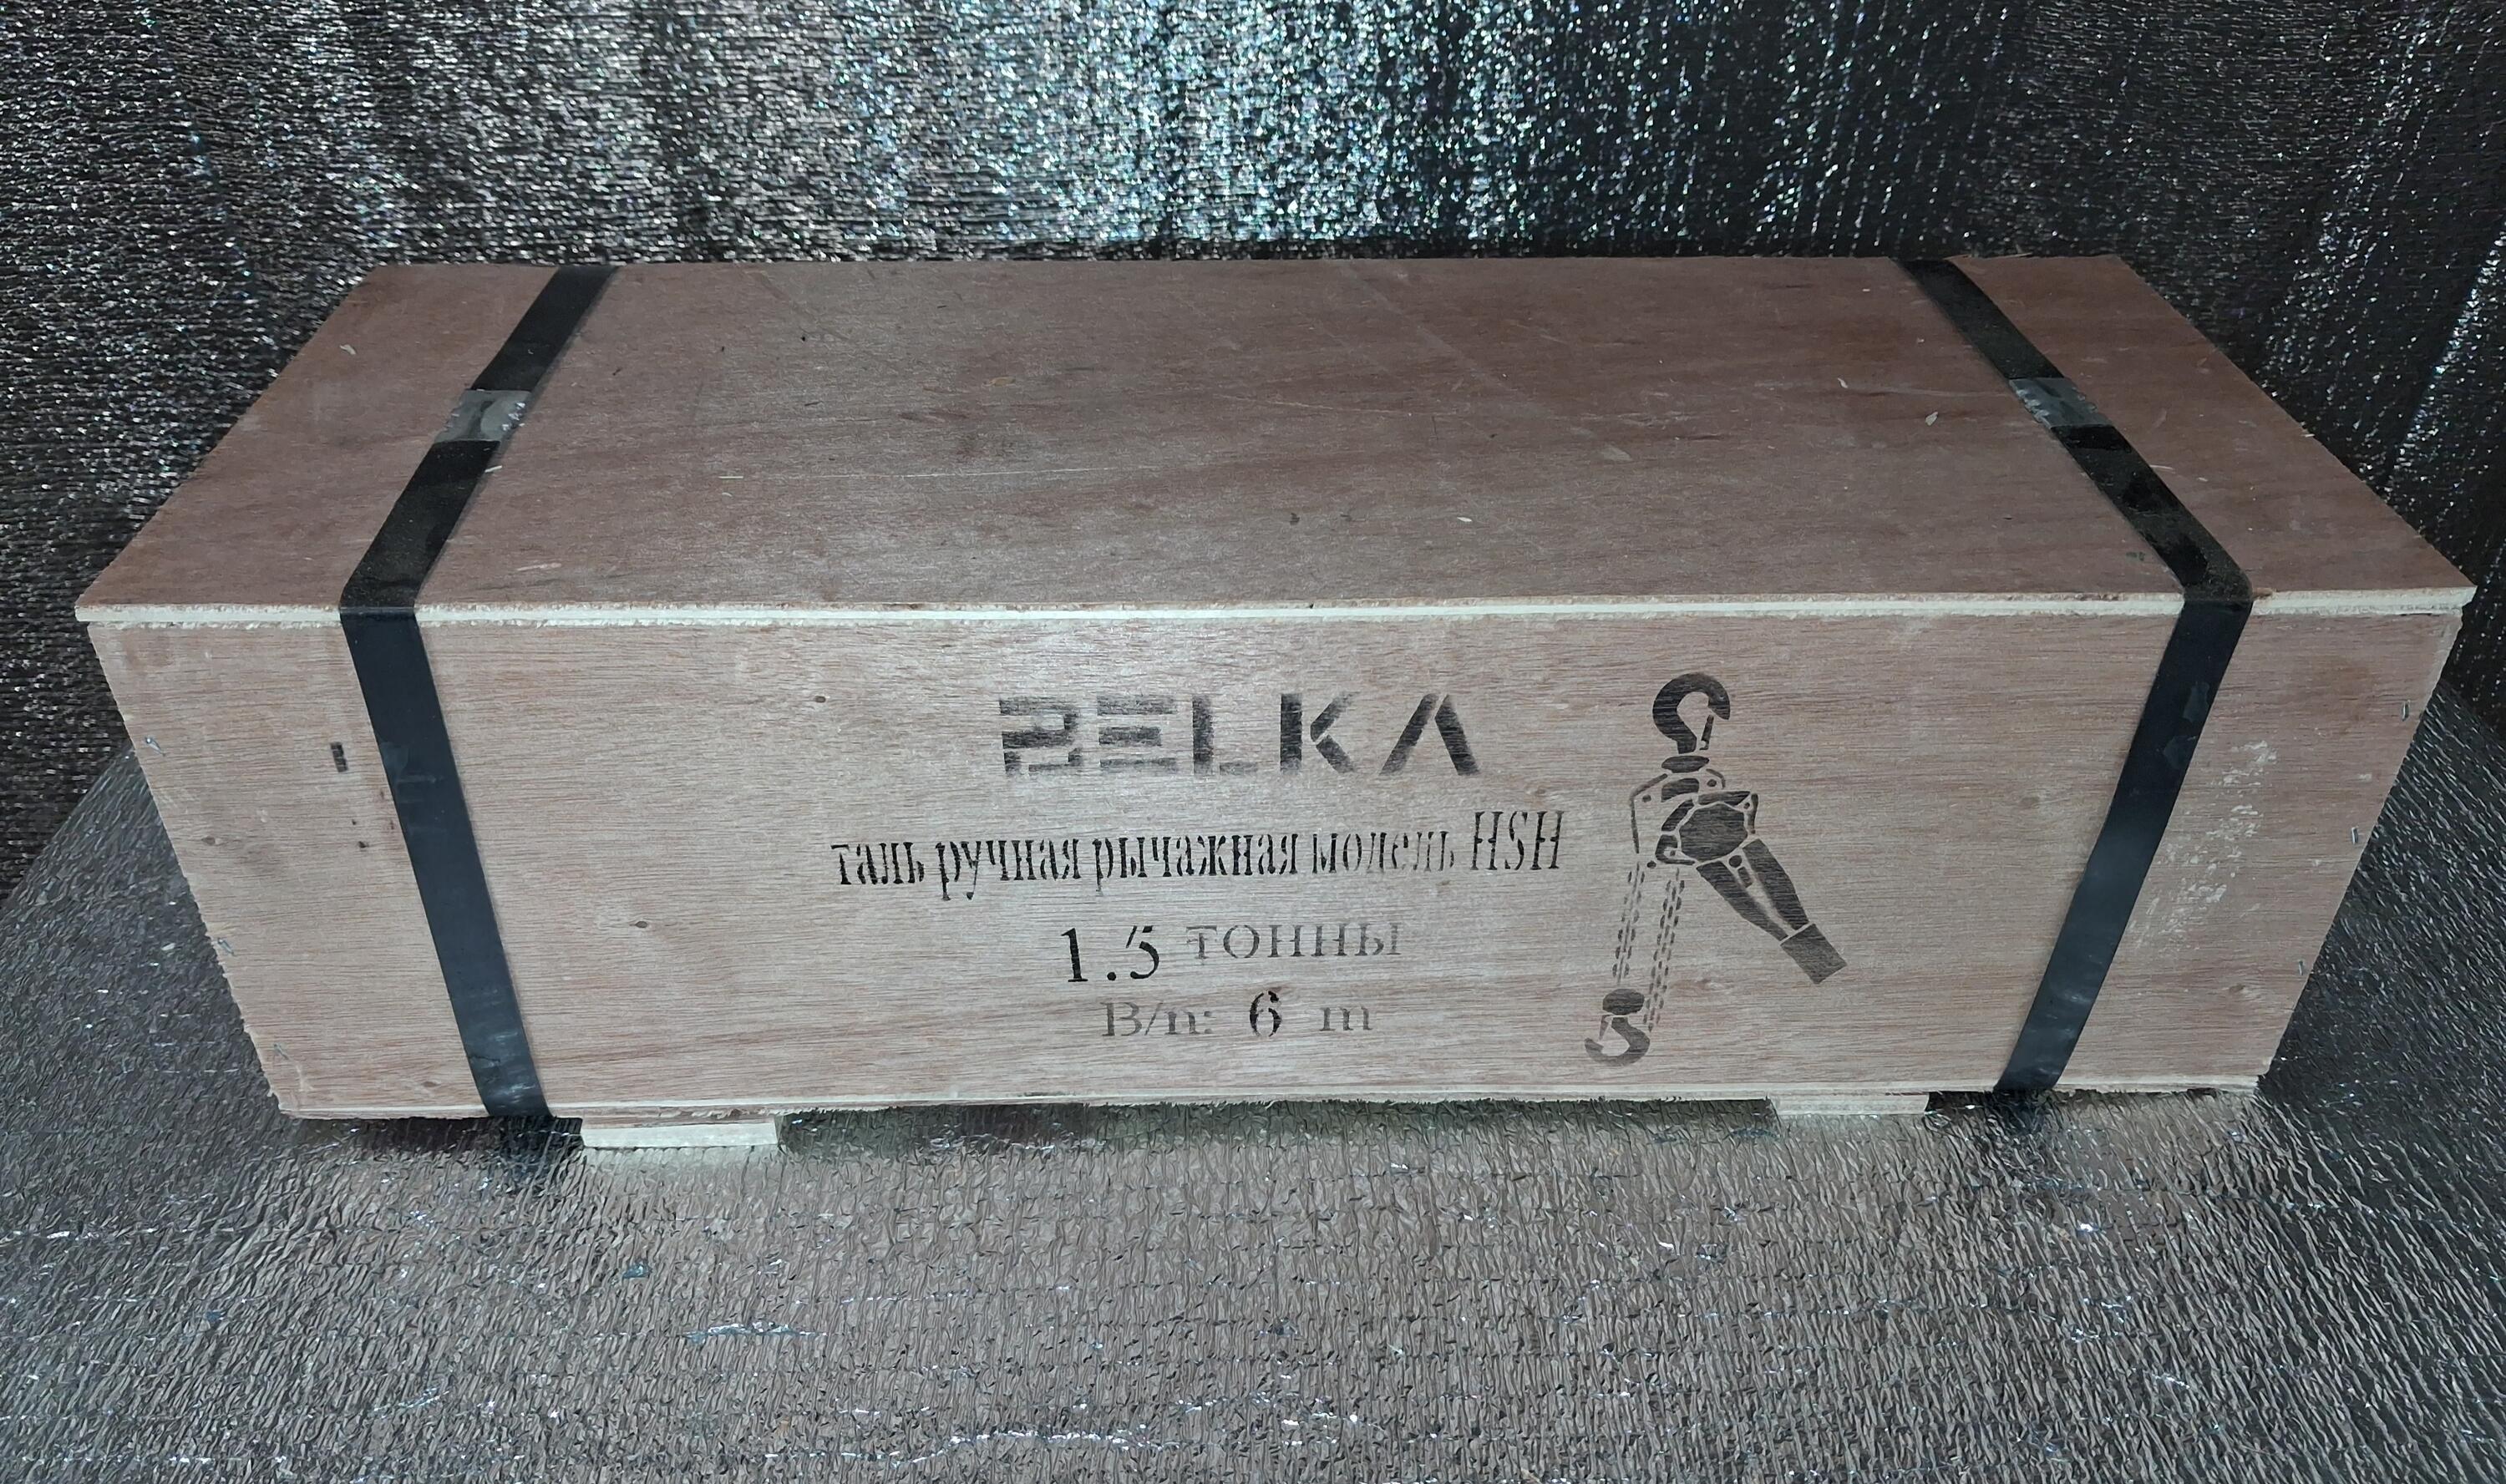 BELKA
таль ручная рычажная модель HSH
1.5 тонны
В/п: 6 m